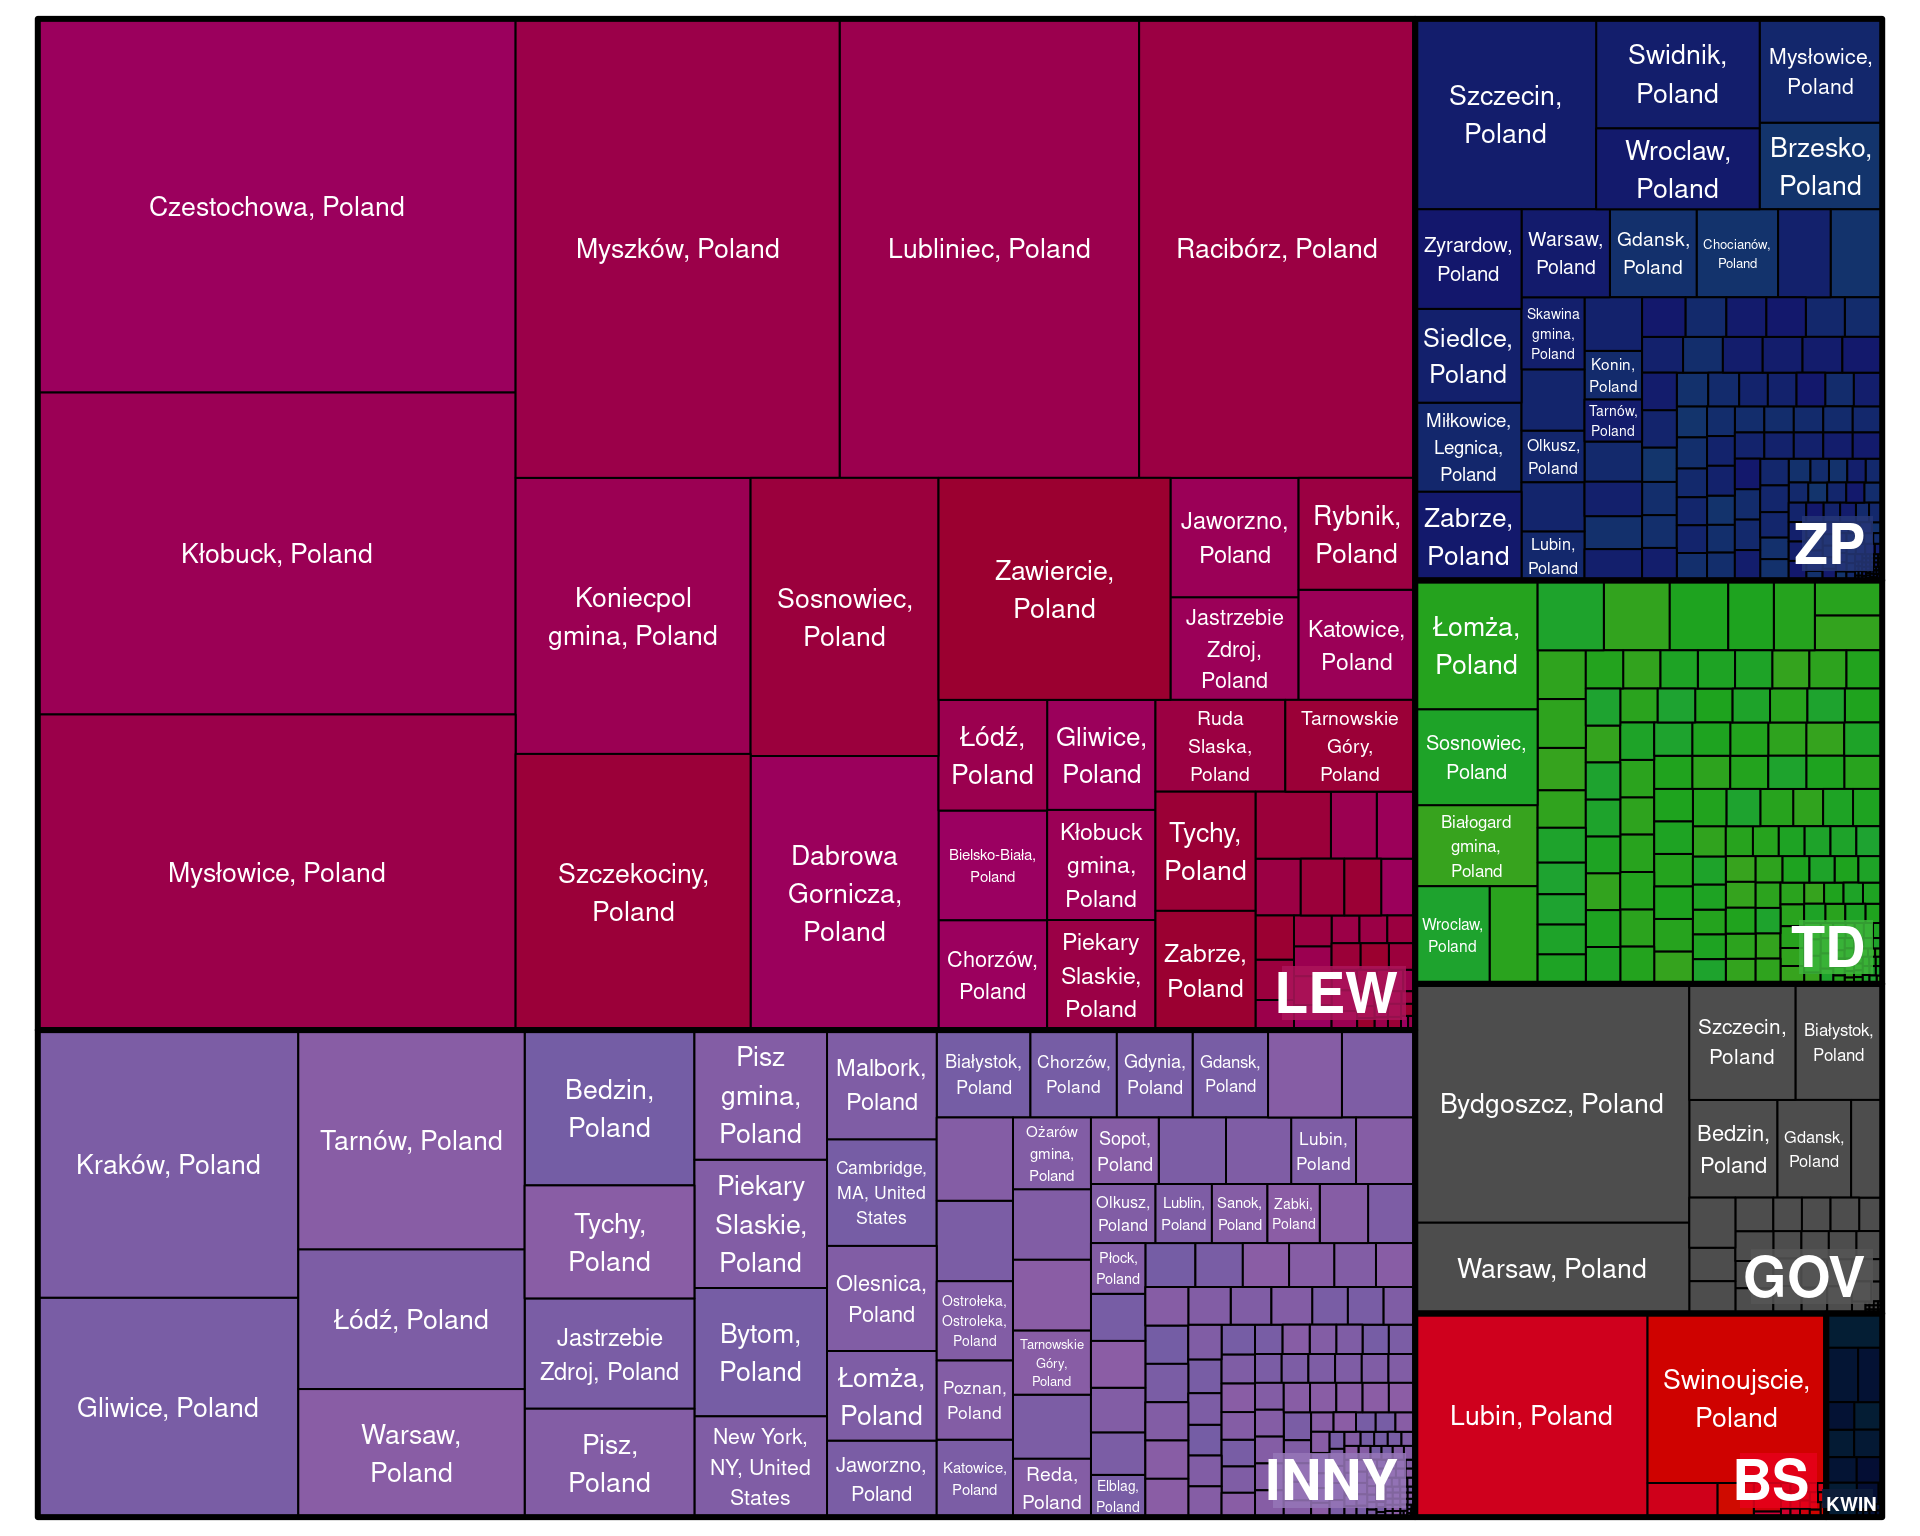 Czestochowa, Poland
Kłobuck, Poland
Mysłowice, Poland
Myszków, Poland
Lubliniec, Poland
Racibórz, Poland
Koniecpol
gmina, Poland
Szczekociny,
Poland
Sosnowiec,
Poland
Dabrowa
Gornicza,
Poland
Zawiercie,
Poland
Jaworzno,
Poland
Rybnik,
Poland
Jastrzebie
Zdroj,
Poland
Katowice,
Poland
Łódź,
Poland
Gliwice,
Poland
Ruda
Slaska,
Poland
Tarnowskie
Góry,
Poland
Bielsko-Biała,
Poland
Kłobuck
gmina,
Poland
Tychy,
Poland
Chorzów,
Poland
Piekary
Slaskie,
Poland
Zabrze,
Poland
LEW
Szczecin,
Poland
Swidnik,
Poland
Mysłowice,
Poland
Wroclaw,
Poland
Brzesko,
Poland
Zyrardow,
Poland
Warsaw,
Poland
Gdansk,
Poland
Chocianów,
Poland
Siedlce,
Poland
Skawina
gmina,
Poland
Konin,
Poland
Tarnów,
Poland
Miłkowice,
Legnica,
Poland
Olkusz,
Poland
Zabrze,
Poland
Lubin,
Poland
ZP
Łomża,
Poland
Sosnowiec,
Poland
Białogard
gmina,
Poland
Wroclaw,
Poland
TD
Bydgoszcz, Poland
Warsaw, Poland
Szczecin,
Poland
Białystok,
Poland
Bedzin,
Poland
Gdansk,
Poland
GOV
Lubin, Poland
Swinoujscie,
Poland
BS
KWIN
Kraków, Poland
Gliwice, Poland
Tarnów, Poland
Łódź, Poland
Warsaw,
Poland
Bedzin,
Poland
Tychy,
Poland
Jastrzebie
Zdroj, Poland
Pisz,
Poland
Pisz
gmina,
Poland
Piekary
Slaskie,
Poland
Bytom,
Poland
New York,
NY, United
States
Malbork,
Poland
Cambridge,
MA, United
States
Olesnica,
Poland
Łomża,
Poland
Jaworzno,
Poland
Białystok,
Poland
Chorzów,
Poland
Gdynia,
Poland
Gdansk,
Poland
Ostrołeka,
Ostroleka,
Poland
Poznan,
Poland
Katowice,
Poland
Ożarów
gmina,
Poland
Tarnowskie
Góry,
Poland
Reda,
Poland
Sopot,
Poland
Lubin,
Poland
Olkusz,
Poland
Lublin,
Poland
Sanok,
Poland
Zabki,
Poland
Płock,
Poland
Elblag,
Poland
INNY